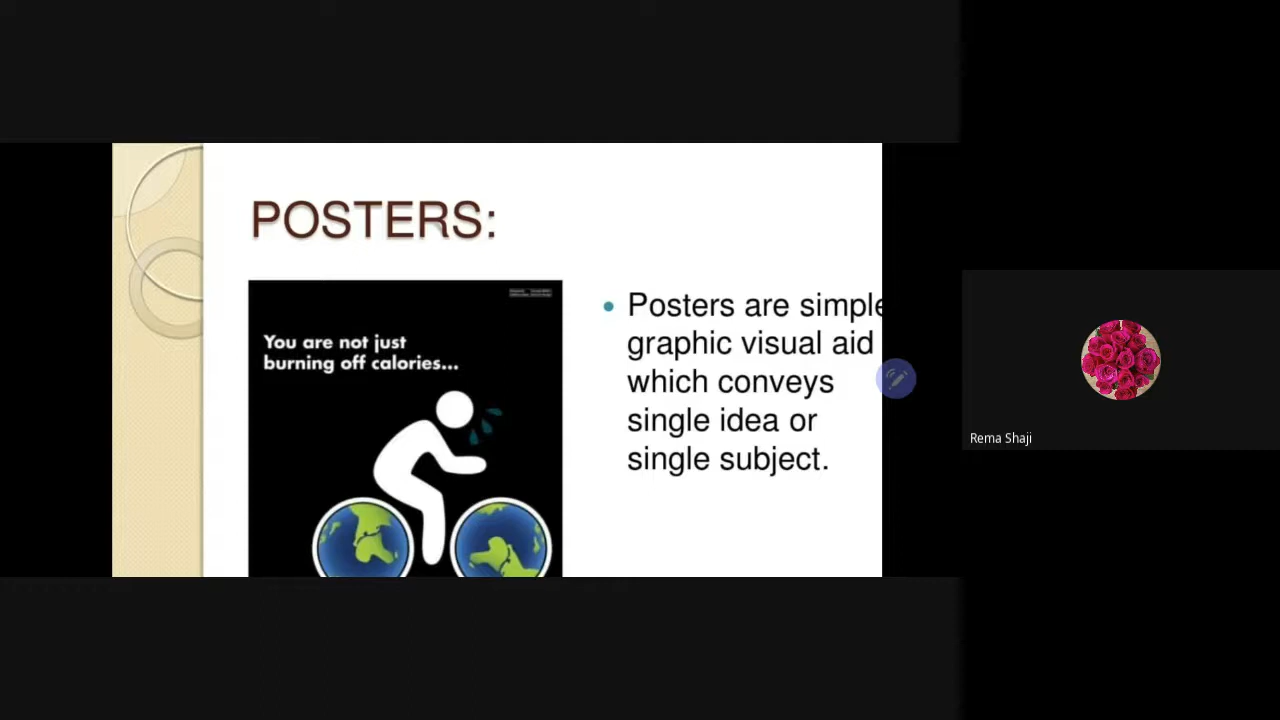 POSTERS:
You are not just
burning off calories...
• Posters are simple
graphic visual aid
which conveys
single idea or
single subject.
Rema Shaji